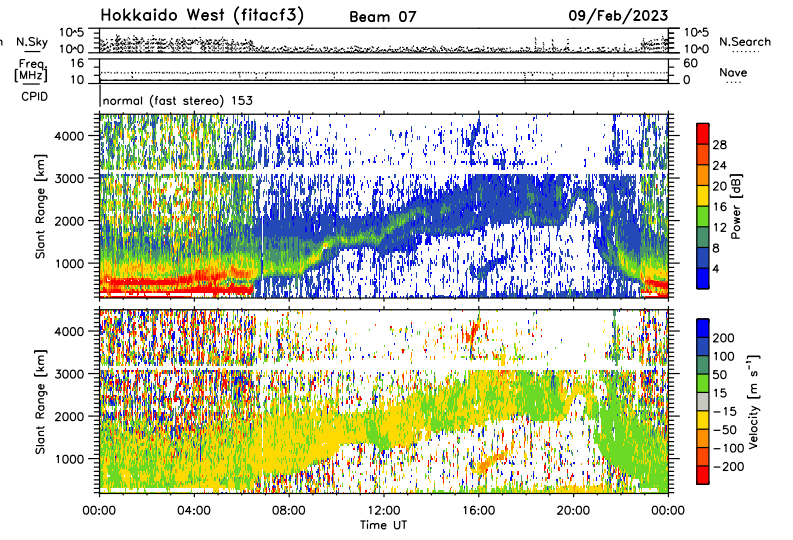 Hokkaido West (fitacf3) Beam 07 09/Feb/2023
N.Sky 10^5 10^0 10^5 10^0 N.Search
Freq. [MHz] 16 10 60 0 Nave
CPID normal (fast stereo) 153
Slant Range [km] 4000 3000 2000 1000
28 24 20 16 12 8 4 Power [dB]
Slant Range [km] 4000 3000 2000 1000
200 100 50 15 -15 -50 -100 -200 Velocity [m s⁻¹]
00:00 04:00 08:00 12:00 16:00 20:00 00:00
Time UT